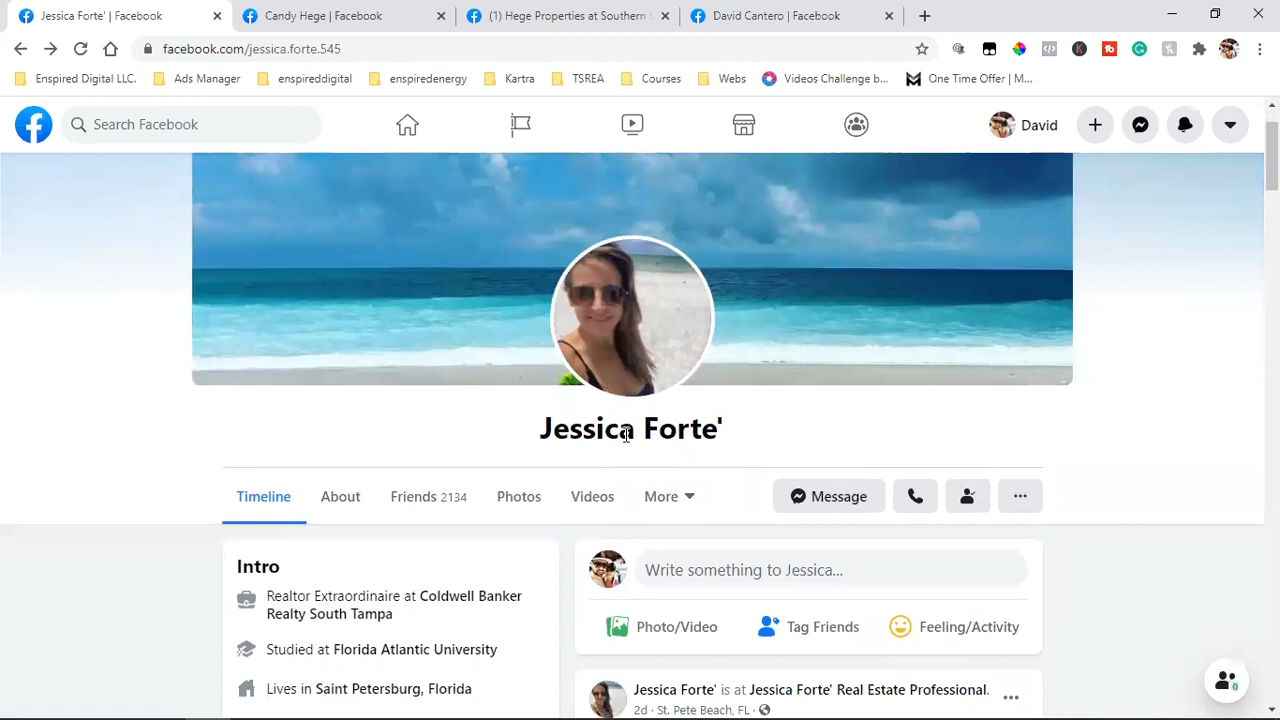 Jessica Forte' | Facebook
Candy Hege | Facebook
(1) Hege Properties at Southern S
David Cantero | Facebook
facebook.com/jessica.forte.545
Enspired Digital LLC.
Ads Manager
enspireddigital
enspiredenergy
Kartra
TSREA
Courses
Webs
Videos Challenge b...
One Time Offer | M...
Search Facebook
David
Jessica Forte'
Timeline
About
Friends 2134
Photos
Videos
More
Message
Intro
Realtor Extraordinaire at Coldwell Banker
Realty South Tampa
Studied at Florida Atlantic University
Lives in Saint Petersburg, Florida
Write something to Jessica...
Photo/Video
Tag Friends
Feeling/Activity
Jessica Forte' is at Jessica Forte' Real Estate Professional.
2d · St. Pete Beach, FL ·